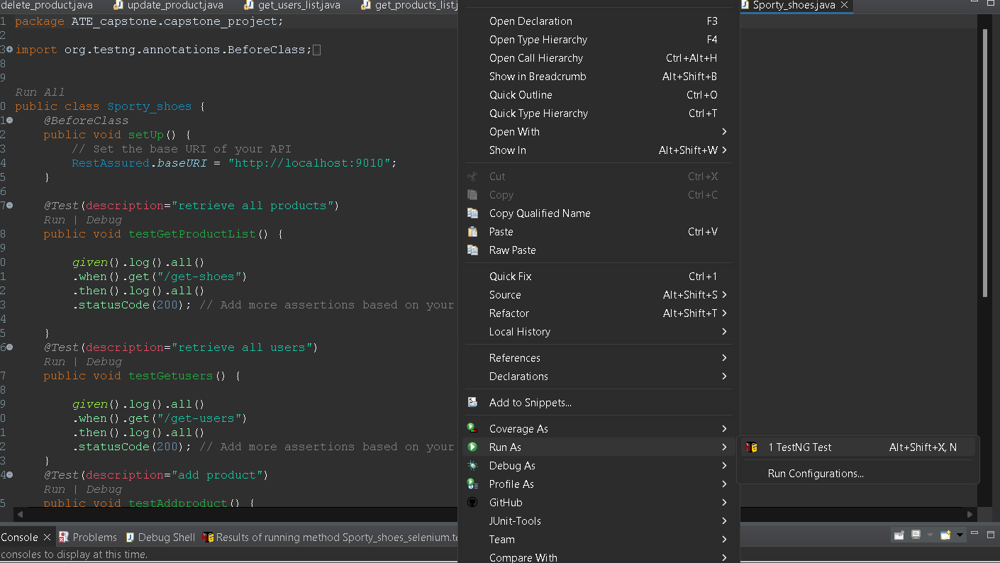 delete_product.java update_product.java get_users_list.java get_products_list.j Sporty_shoes.java
1 package ATE_capstone.capstone_project;
2
3 import org.testng.annotations.BeforeClass;
8
9
Run All
0 public class Sporty_shoes {
1 @BeforeClass
2 public void setUp() {
3 // Set the base URI of your API
4 RestAssured.baseURI = "http://localhost:9010";
5 }
6
7 @Test(description="retrieve all products")
Run | Debug
8 public void testGetProductList() {
9
0 given().log().all()
1 .when().get("/get-shoes")
2 .then().log().all()
3 .statusCode(200); // Add more assertions based on your
4
5 }
6 @Test(description="retrieve all users")
Run | Debug
7 public void testGetusers() {
8
9 given().log().all()
0 .when().get("/get-users")
1 .then().log().all()
2 .statusCode(200); // Add more assertions based on your
3 }
4 @Test(description="add product")
Run | Debug
5 public void testAddproduct() {
Open Declaration F3
Open Type Hierarchy F4
Open Call Hierarchy Ctrl+Alt+H
Show in Breadcrumb Alt+Shift+B
Quick Outline Ctrl+O
Quick Type Hierarchy Ctrl+T
Open With
Show In Alt+Shift+W
Cut Ctrl+X
Copy Ctrl+C
Copy Qualified Name
Paste Ctrl+V
Raw Paste
Quick Fix Ctrl+1
Source Alt+Shift+S
Refactor Alt+Shift+T
Local History
References
Declarations
Add to Snippets...
Coverage As
Run As
Debug As
Profile As
GitHub
JUnit-Tools
Team
Compare With
1 TestNG Test Alt+Shift+X, N
Run Configurations...
Console Problems Debug Shell Results of running method Sporty_shoes_selenium.te
consoles to display at this time.